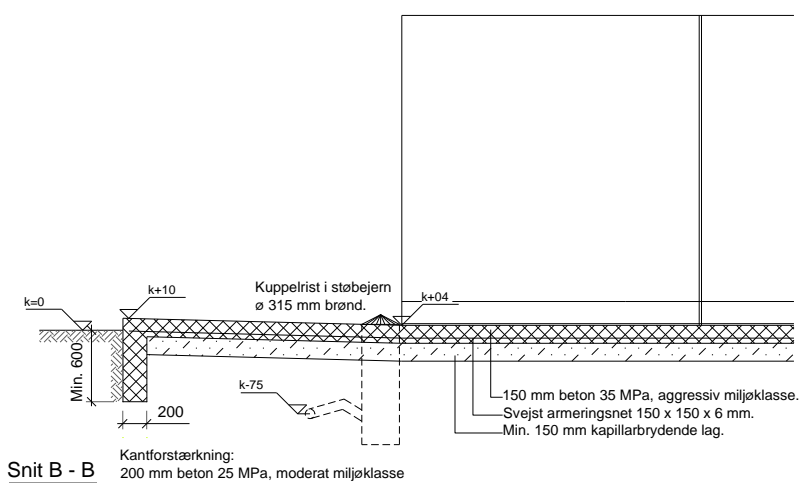 Kuppelrist i støbejern
ø 315 mm brønd.
k=0
k+10
k+04
Min. 600
k-75
200
150 mm beton 35 MPa, aggressiv miljøklasse.
Svejst armeringsnet 150 x 150 x 6 mm.
Min. 150 mm kapillarbrydende lag.
Snit B - B
Kantforstærkning:
200 mm beton 25 MPa, moderat miljøklasse